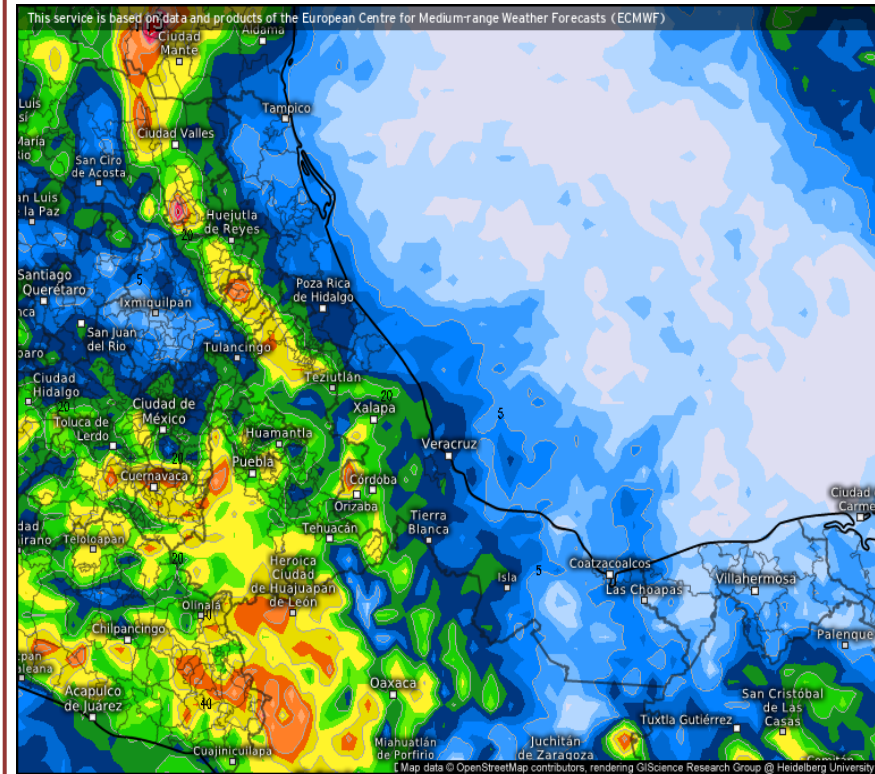 This service is based on data and products of the European Centre for Medium-range Weather Forecasts (ECMWF)
Ciudad
Mante
Aldama
Tampico
Luis
Ciudad Valles
María
Río
San Ciro
de Acosta
an Luis
la Paz
Huejutla
de Reyes
20
Santiago
Querétaro
5
Ixmiquilpan
Poza Rica
de Hidalgo
San Juan
del Río
Tulancingo
Ciudad
Hidalgo
Teziutlán
20
20
Ciudad de
México
Xalapa
5
Toluca de
Lerdo
Huamantla
Veracruz
20
Puebla
Cuernavaca
Córdoba
Orizaba
Ciudad
Carme
Tehuacán
Tierra
Blanca
Teloloapan
20
Heroica
Ciudad
de Huajuapan
de León
Isla
5
Coatzacoalcos
Las Choapas
Villahermosa
Olinalá
Chilpancingo
Palenque
Acapulco
de Juárez
40
Oaxaca
San Cristóbal
de Las
Casas
Tuxtla Gutiérrez
Cuajinicuilapa
Miahuatlán
de Porfirio
Juchitán
de Zaragoza
Map data © OpenStreetMap contributors, rendering GIScience Research Group @ Heidelberg University